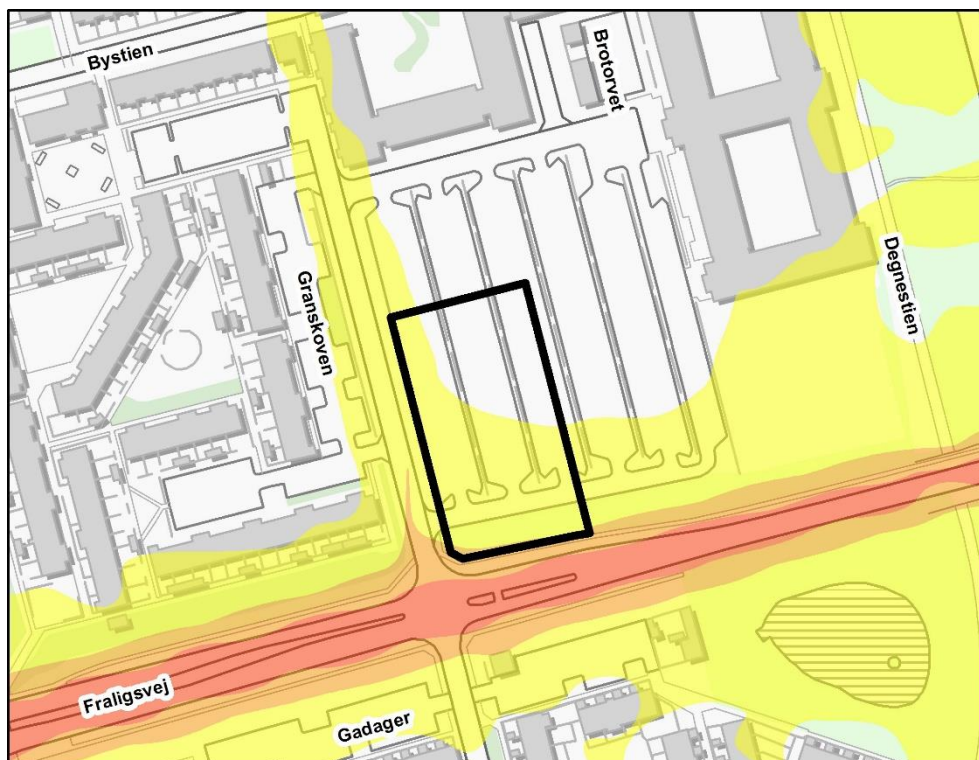 Bystien
Brotorvet
Granskoven
Degnestien
Fraligsvej
Gadager